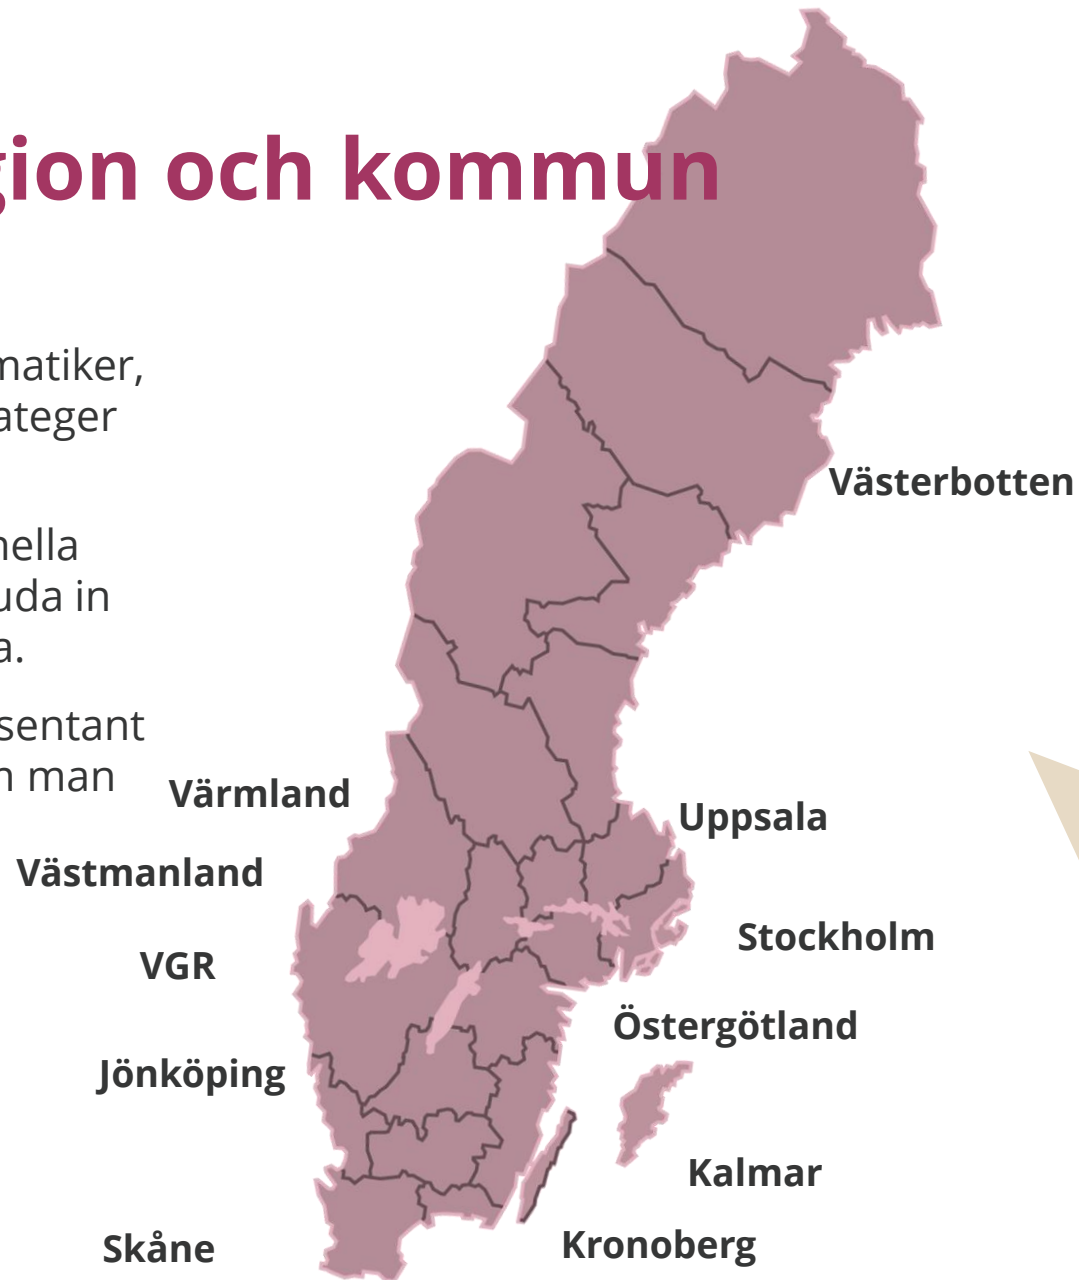 gion och kommun
matiker,
ateger
nella
uda in
a.
sentant
n man
Västerbotten
Värmland
Uppsala
Västmanland
Stockholm
VGR
Östergötland
Jönköping
Kalmar
Skåne
Kronoberg